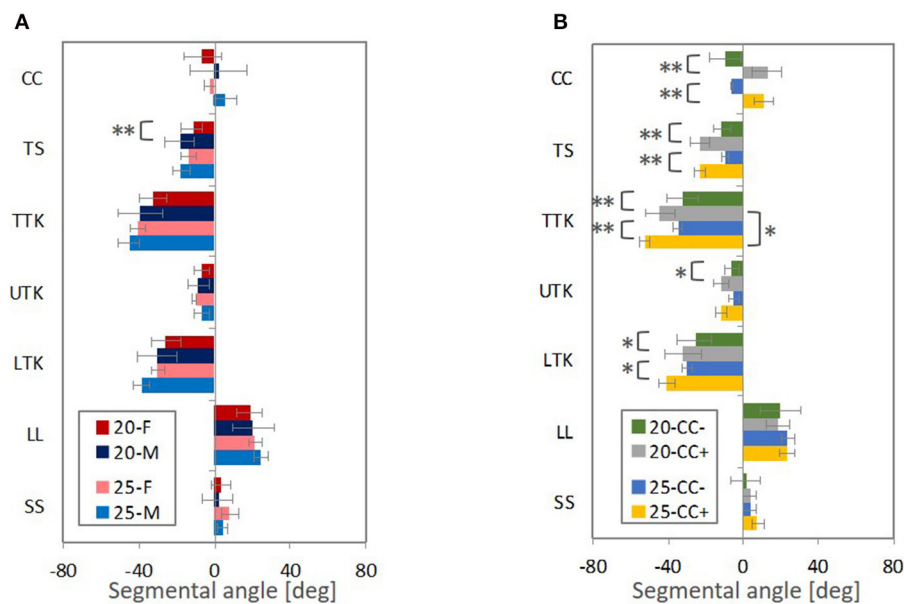 A
CC
TS
**
TTK
UTK
LTK
LL
SS
20-F
20-M
25-F
25-M
-80 -40 0 40 80
Segmental angle [deg]
B
CC
**
**
TS
**
**
TTK
**
**
*
UTK
*
LTK
*
*
LL
SS
20-CC-
20-CC+
25-CC-
25-CC+
-80 -40 0 40 80
Segmental angle [deg]